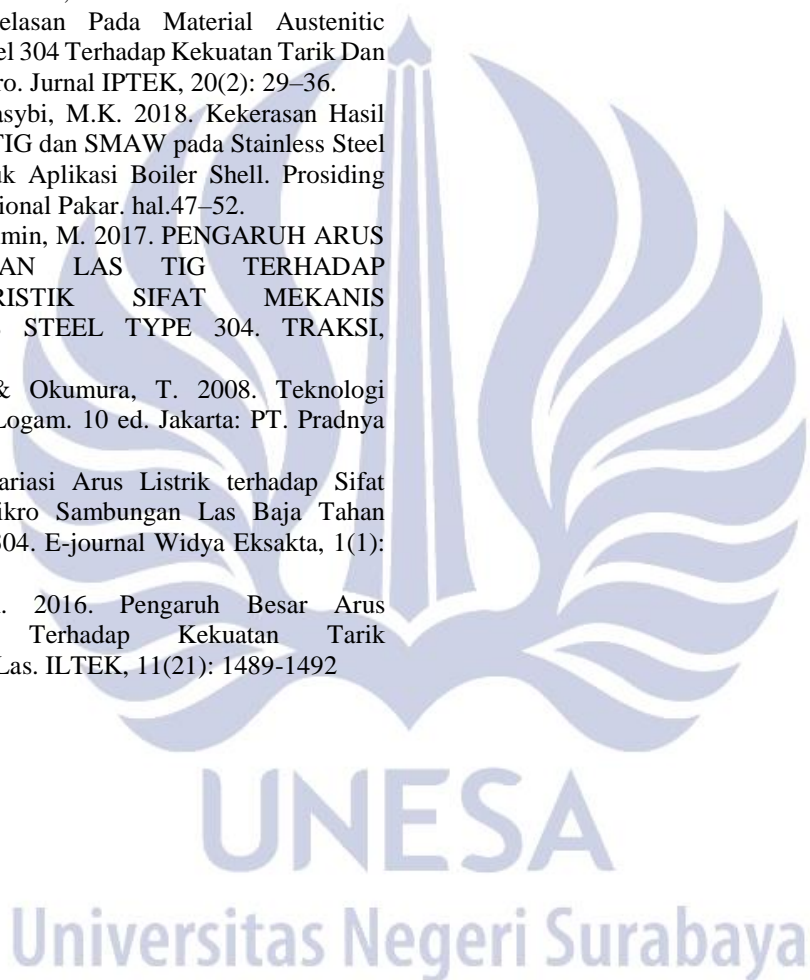 elasan Pada Material Austenitic
el 304 Terhadap Kekuatan Tarik Dan
ro. Jurnal IPTEK, 20(2): 29–36.
asybi, M.K. 2018. Kekerasan Hasil
TIG dan SMAW pada Stainless Steel
uk Aplikasi Boiler Shell. Prosiding
ional Pakar. hal.47–52.
min, M. 2017. PENGARUH ARUS
AN LAS TIG TERHADAP
RISTIK SIFAT MEKANIS
STEEL TYPE 304. TRAKSI,
& Okumura, T. 2008. Teknologi
Logam. 10 ed. Jakarta: PT. Pradnya
ariasi Arus Listrik terhadap Sifat
ikro Sambungan Las Baja Tahan
304. E-journal Widya Eksakta, 1(1):
. 2016. Pengaruh Besar Arus
Terhadap Kekuatan Tarik
Las. ILTEK, 11(21): 1489-1492
UNESA
Universitas Negeri Surabaya